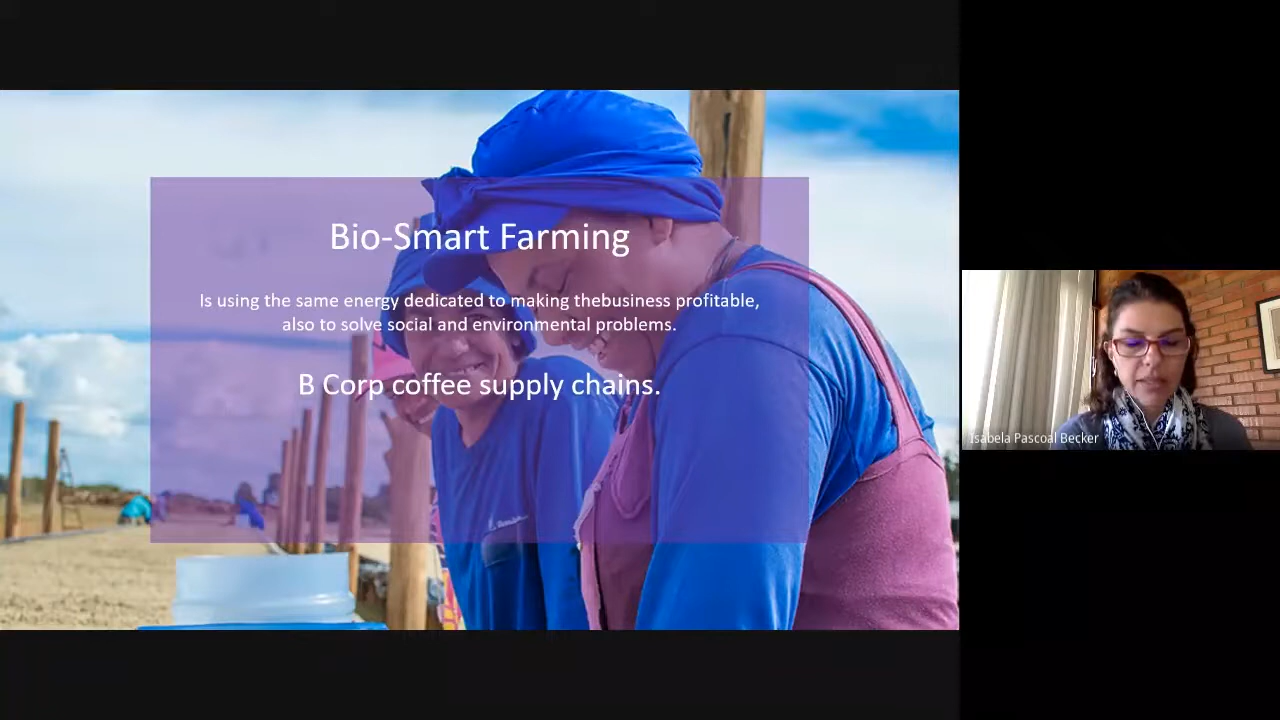 Bio-Smart Farming
Is using the same energy dedicated to making thebusiness profitable,
also to solve social and environmental problems.
B Corp coffee supply chains.
Isabela Pascoal Becker